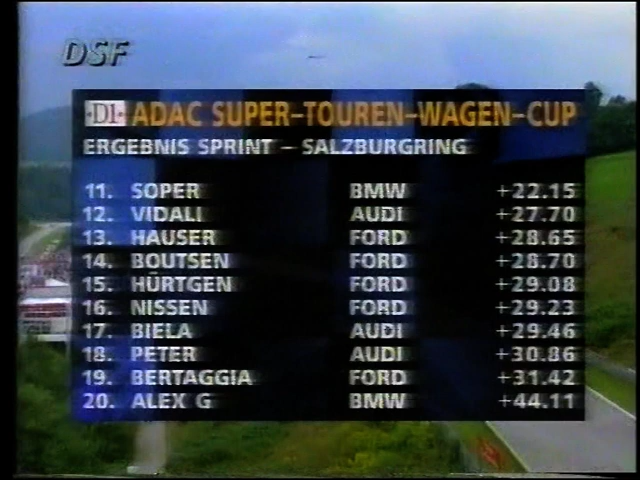 DSF
D1 ADAC SUPER-TOUREN-WAGEN-CUP
ERGEBNIS SPRINT - SALZBURGRING
11. SOPER BMW +22.15
12. VIDALI AUDI +27.70
13. HAUSER FORD +28.65
14. BOUTSEN FORD +28.70
15. HÜRTGEN FORD +29.08
16. NISSEN FORD +29.23
17. BIELA AUDI +29.46
18. PETER AUDI +30.86
19. BERTAGGIA FORD +31.42
20. ALEX G BMW +44.11